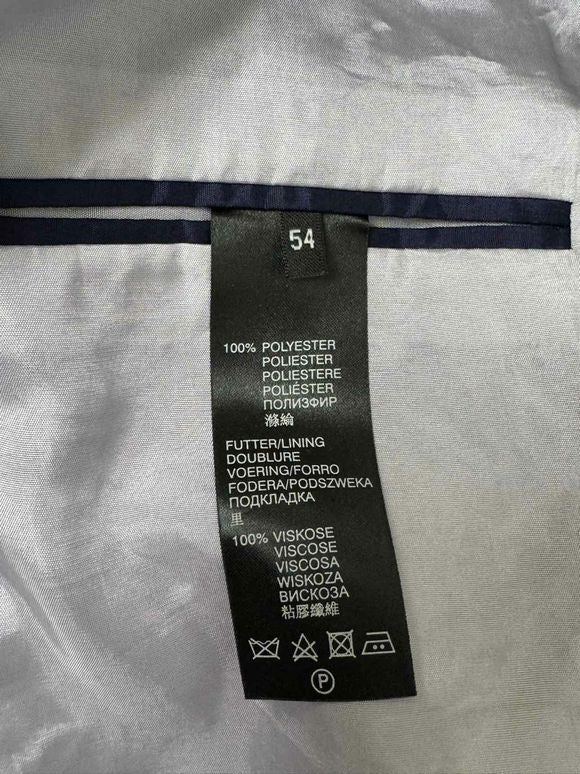 54
100% POLYESTER
POLIESTER
POLIESTERE
POLIÉSTER
ПОЛИЗФИР
滌綸
FUTTER/LINING
DOUBLURE
VOERING/FORRO
FODERA/PODSZWEKA
ПОДКЛАДКА
里
100% VISKOSE
VISCOSE
VISCOSA
WISKOZA
ВИСКОЗА
粘膠纖維
P